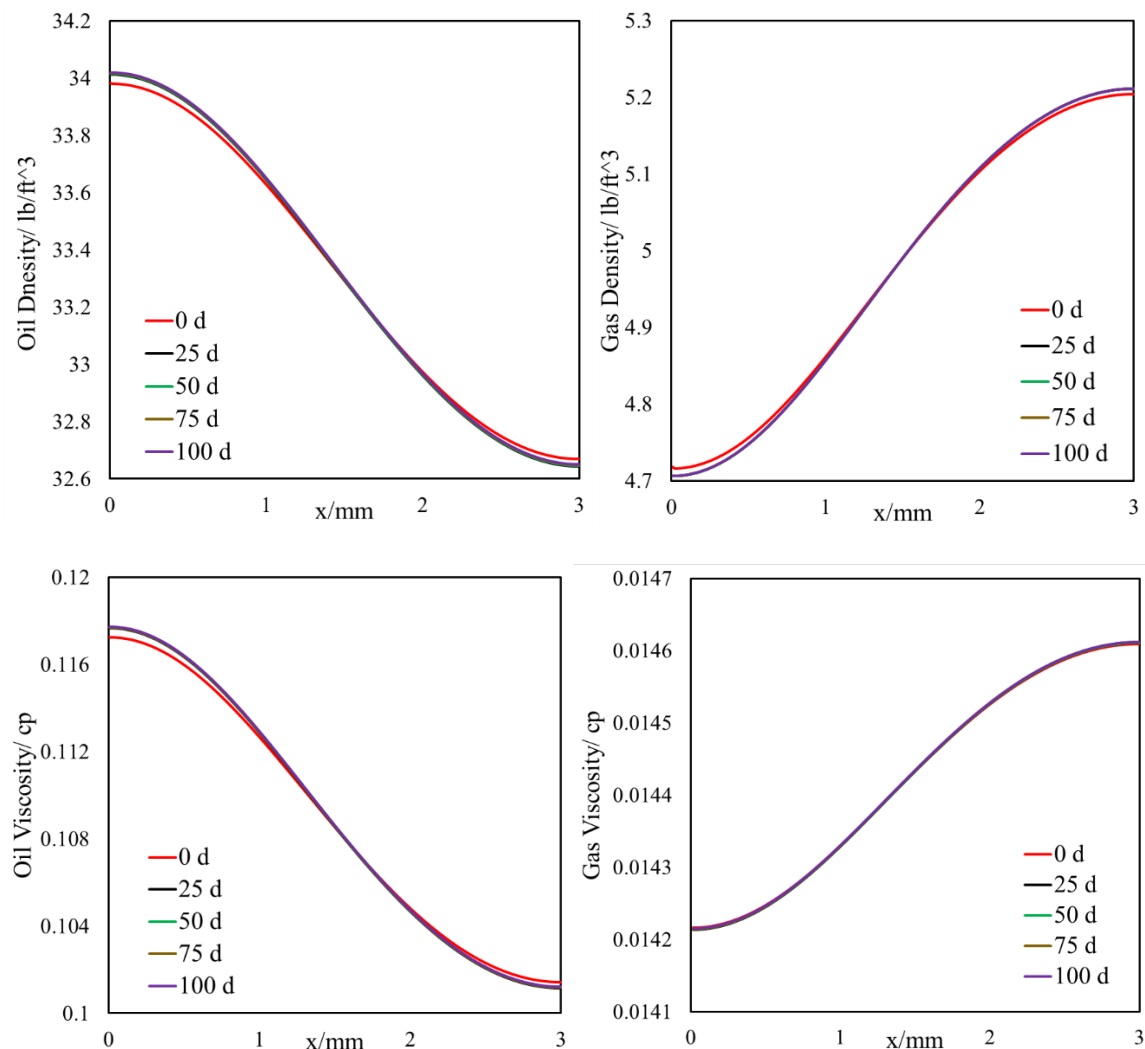 34.2
34
33.8
33.6
33.4
33.2
33
32.8
32.6
Oil Dnesity/ lb/ft^3
0 d
25 d
50 d
75 d
100 d
0
1
2
3
x/mm
5.3
5.2
5.1
5
4.9
4.8
4.7
Gas Density/ lb/ft^3
0 d
25 d
50 d
75 d
100 d
0
1
2
3
x/mm
0.12
0.116
0.112
0.108
0.104
0.1
Oil Viscosity/ cp
0 d
25 d
50 d
75 d
100 d
0
1
2
3
x/mm
0.0147
0.0146
0.0145
0.0144
0.0143
0.0142
0.0141
Gas Viscosity/ cp
0 d
25 d
50 d
75 d
100 d
0
1
2
3
x/mm